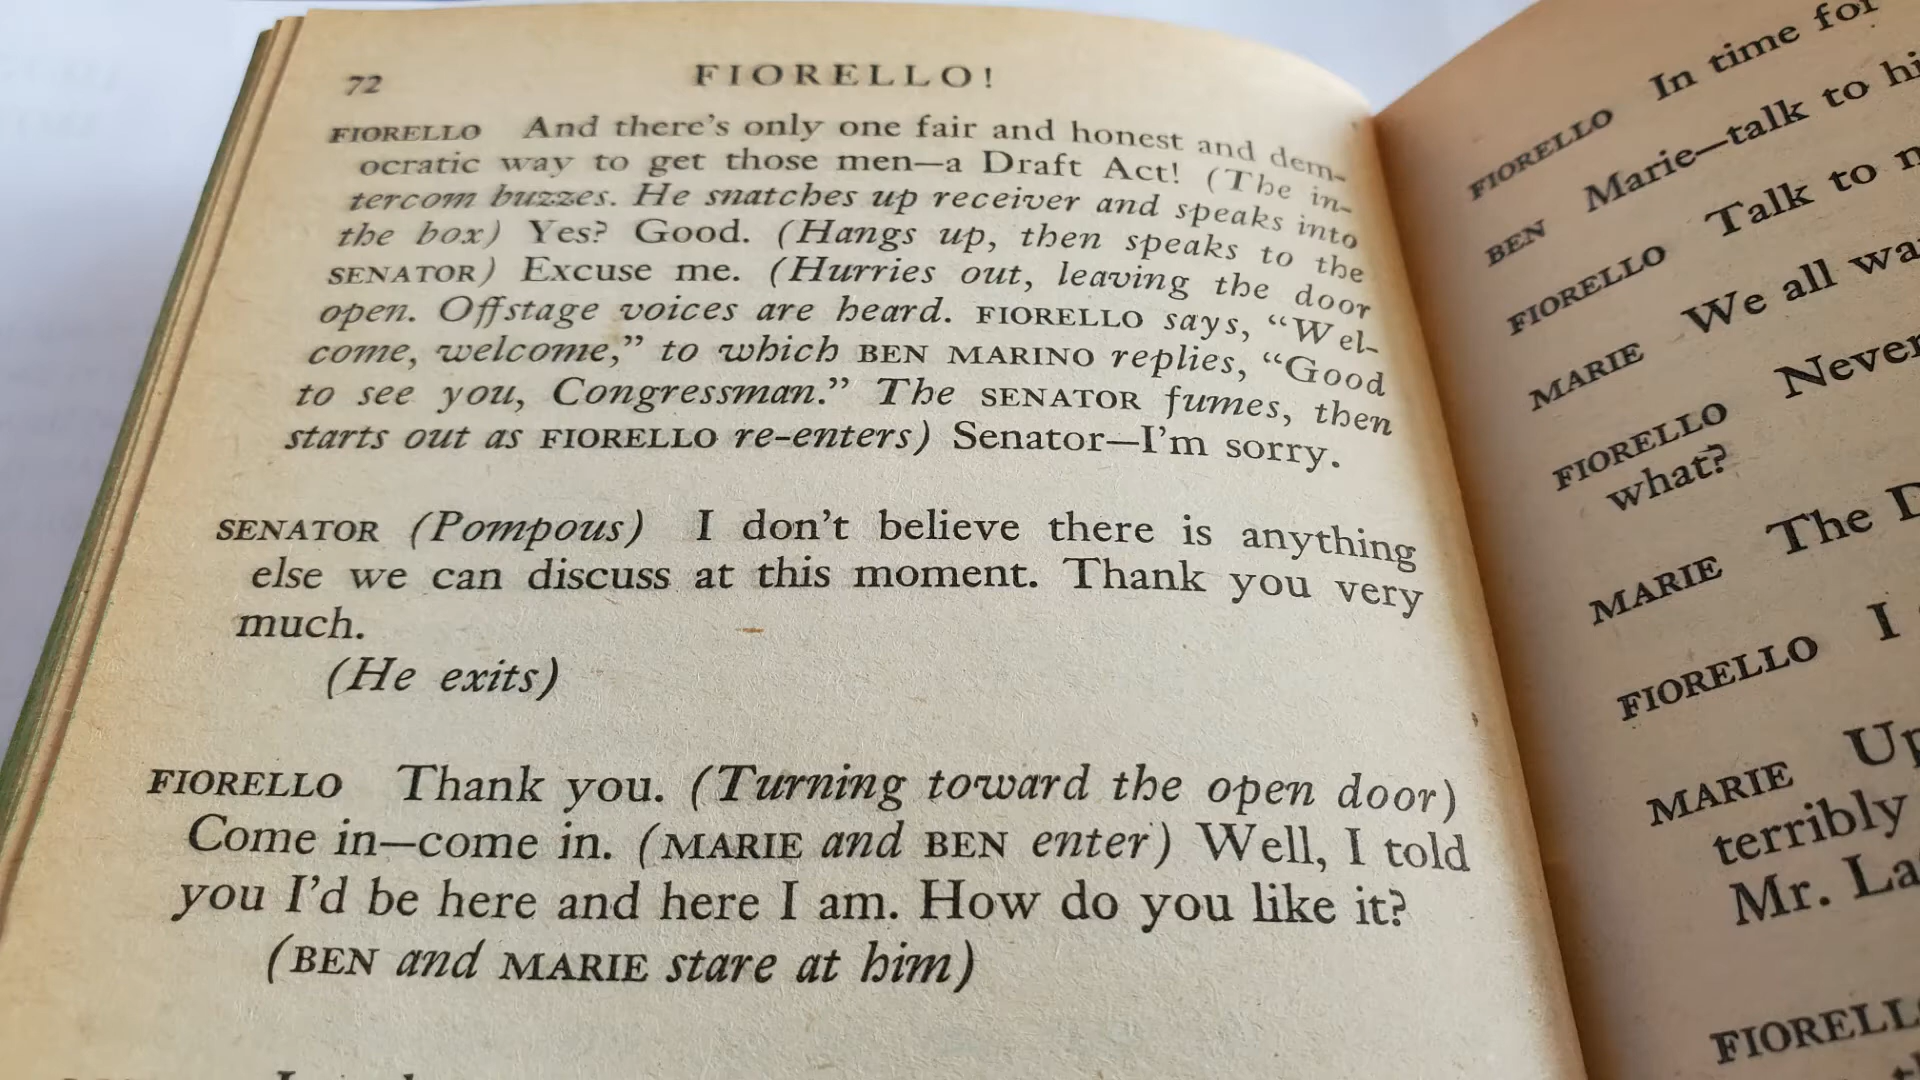 72 FIORELLO!
FIORELLO And there's only one fair and honest and dem-
ocratic way to get those men—a Draft Act! (The in-
tercom buzzes. He snatches up receiver and speaks into
the box) Yes? Good. (Hangs up, then speaks to the
SENATOR) Excuse me. (Hurries out, leaving the door
open. Offstage voices are heard. FIORELLO says, “Wel-
come, welcome,” to which BEN MARINO replies, “Good
to see you, Congressman.” The SENATOR fumes, then
starts out as FIORELLO re-enters) Senator—I'm sorry.
SENATOR (Pompous) I don't believe there is anything
else we can discuss at this moment. Thank you very
much.
(He exits)
FIORELLO Thank you. (Turning toward the open door)
Come in—come in. (MARIE and BEN enter) Well, I told
you I'd be here and here I am. How do you like it?
(BEN and MARIE stare at him)
FIORELLO In time for
BEN Marie—talk to
FIORELLO Talk to
MARIE We all
FIORELLO Never
what?
MARIE The
FIORELLO I
MARIE
terribly
Mr.
FIORELLO